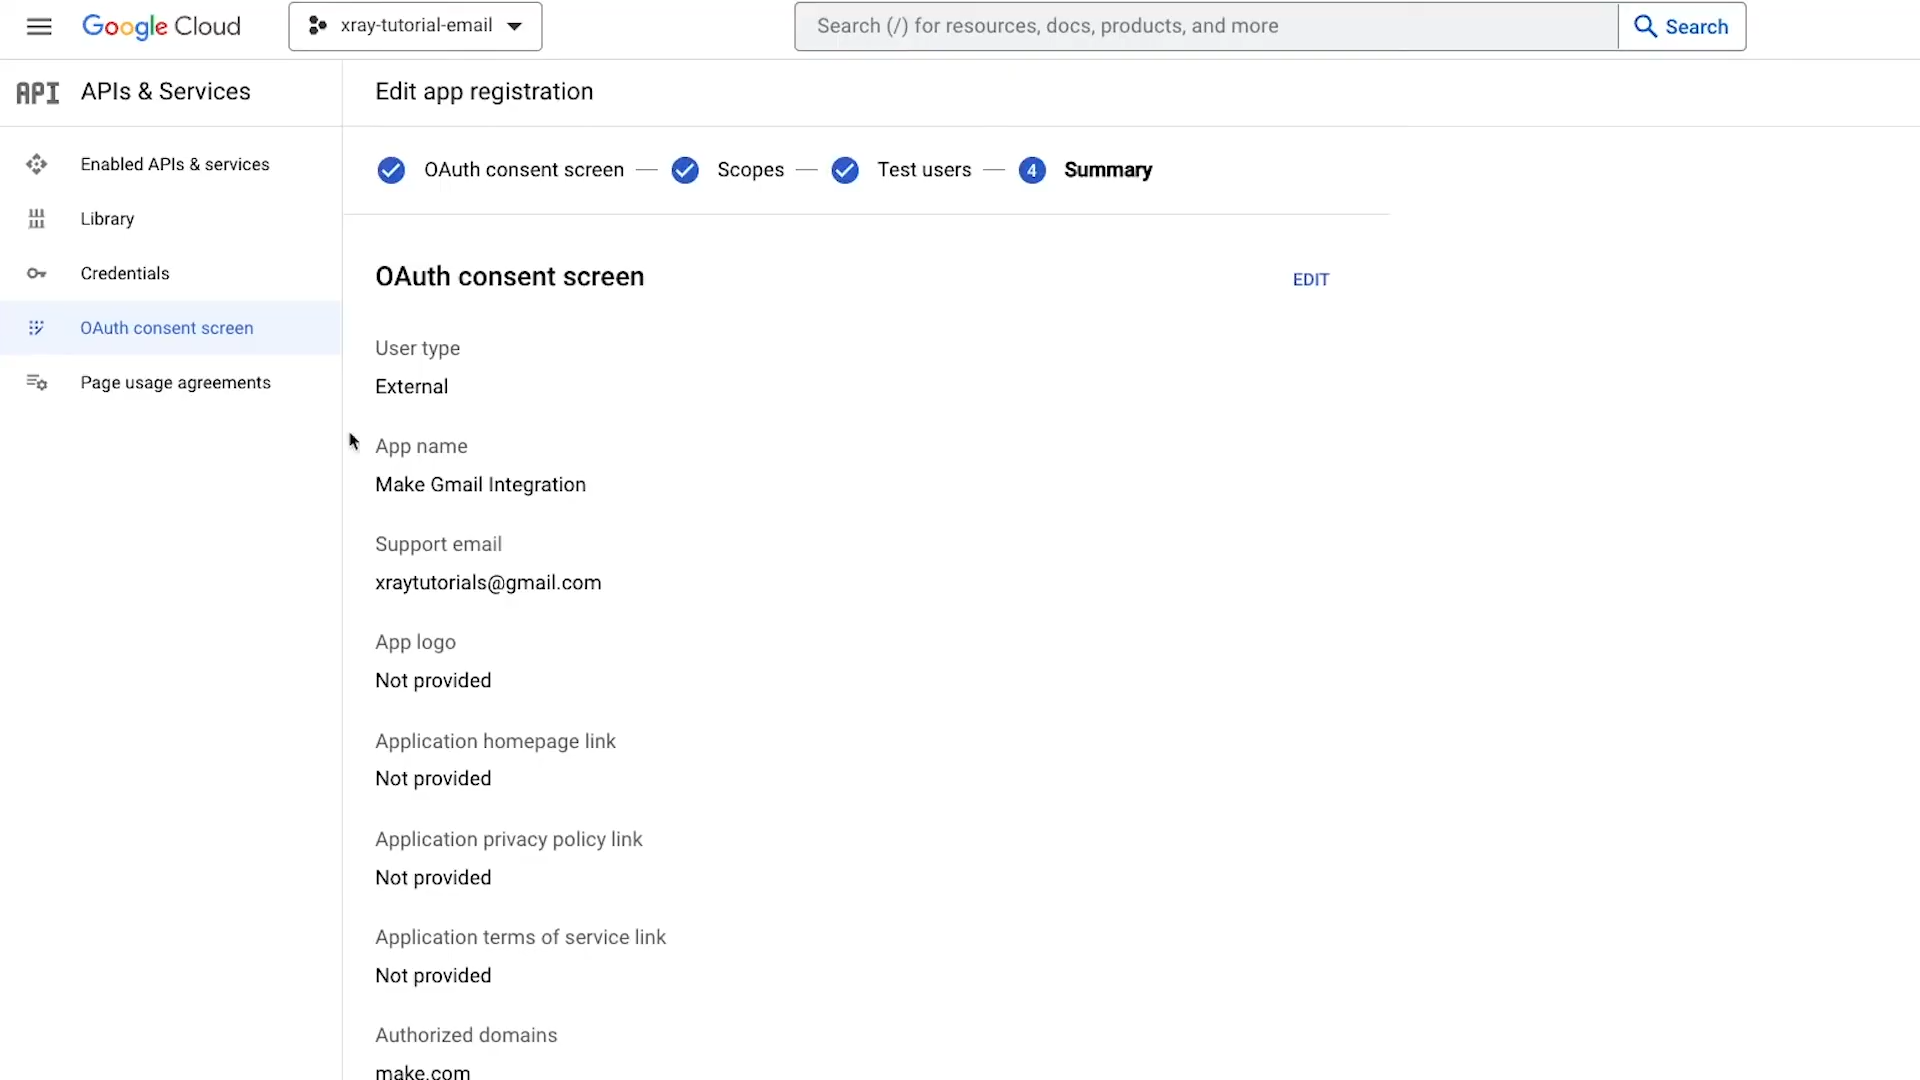 Google Cloud
xray-tutorial-email
Search (/) for resources, docs, products, and more
Search
API APIs & Services
Edit app registration
Enabled APIs & services
Library
Credentials
OAuth consent screen
Page usage agreements
OAuth consent screen — Scopes — Test users — 4 Summary
OAuth consent screen
EDIT
User type
External
App name
Make Gmail Integration
Support email
xraytutorials@gmail.com
App logo
Not provided
Application homepage link
Not provided
Application privacy policy link
Not provided
Application terms of service link
Not provided
Authorized domains
make.com